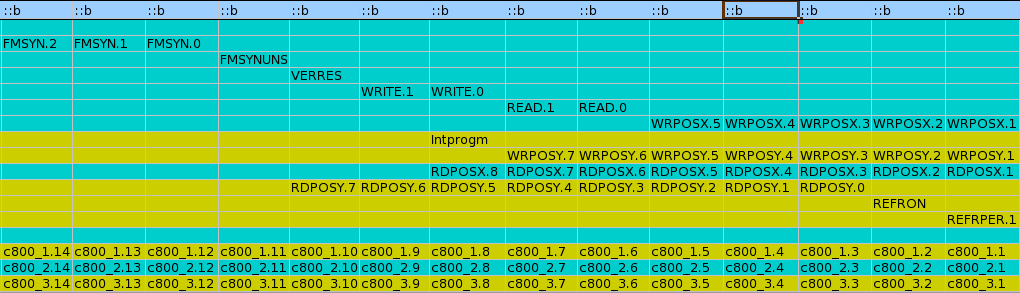 ::b ::b ::b ::b ::b ::b ::b ::b ::b ::b ::b ::b ::b ::b
FMSYN.2 FMSYN.1 FMSYN.0
FMSYNUNS
VERRES
WRITE.1 WRITE.0
READ.1 READ.0
WRPOSX.5 WRPOSX.4 WRPOSX.3 WRPOSX.2 WRPOSX.1
Intprogm
WRPOSY.7 WRPOSY.6 WRPOSY.5 WRPOSY.4 WRPOSY.3 WRPOSY.2 WRPOSY.1
RDPOSX.8 RDPOSX.7 RDPOSX.6 RDPOSX.5 RDPOSX.4 RDPOSX.3 RDPOSX.2 RDPOSX.1
RDPOSY.7 RDPOSY.6 RDPOSY.5 RDPOSY.4 RDPOSY.3 RDPOSY.2 RDPOSY.1 RDPOSY.0
REFRON
REFRPER.1
c800_1.14 c800_1.13 c800_1.12 c800_1.11 c800_1.10 c800_1.9 c800_1.8 c800_1.7 c800_1.6 c800_1.5 c800_1.4 c800_1.3 c800_1.2 c800_1.1
c800_2.14 c800_2.13 c800_2.12 c800_2.11 c800_2.10 c800_2.9 c800_2.8 c800_2.7 c800_2.6 c800_2.5 c800_2.4 c800_2.3 c800_2.2 c800_2.1
c800_3.14 c800_3.13 c800_3.12 c800_3.11 c800_3.10 c800_3.9 c800_3.8 c800_3.7 c800_3.6 c800_3.5 c800_3.4 c800_3.3 c800_3.2 c800_3.1